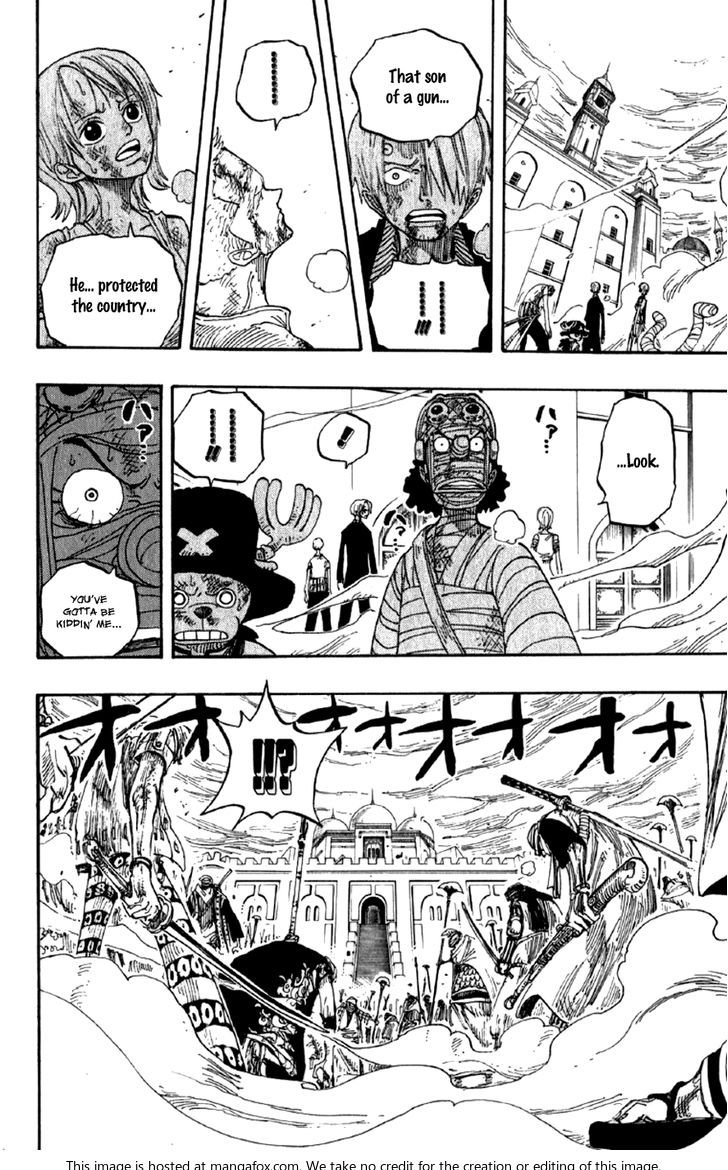 That son
of a gun...
!!!
He... protected
the country...
...Look.
ハァ...
!
!!
ハァ...
YOU'VE
GOTTA BE
KIDDIN' ME...
オオオオオオオオ
!!!?
This image is hosted at mangafox.com. We take no credit for the creation or editing of this image.